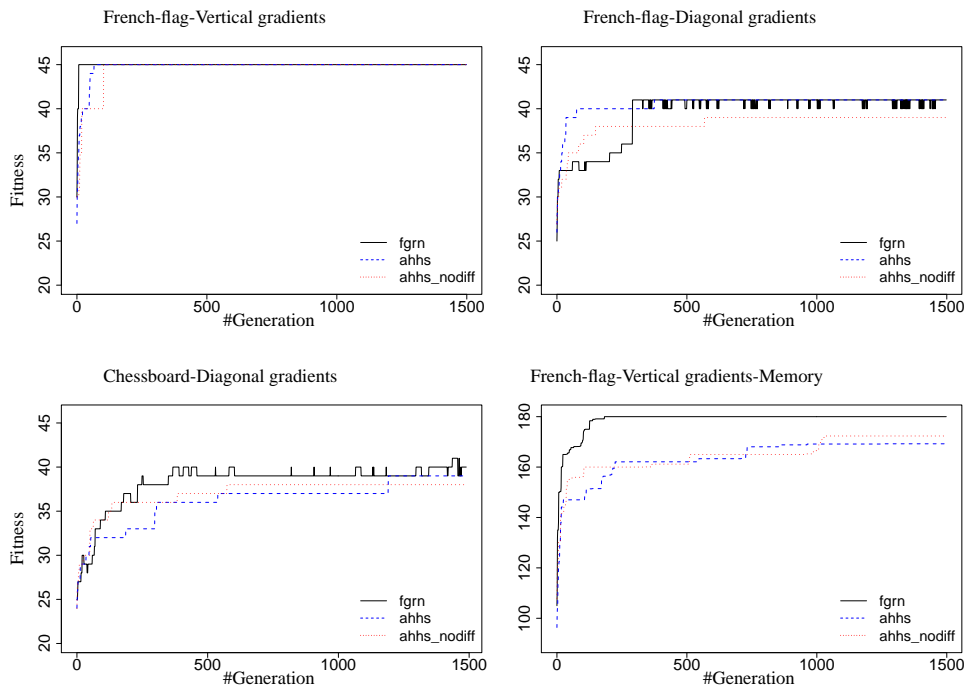 French-flag-Vertical gradients
Fitness
45
40
35
30
25
20
fgrn
ahhs
ahhs_nodiff
0
500
1000
1500
#Generation
French-flag-Diagonal gradients
45
40
35
30
25
20
fgrn
ahhs
ahhs_nodiff
0
500
1000
1500
#Generation
Chessboard-Diagonal gradients
Fitness
45
40
35
30
25
20
fgrn
ahhs
ahhs_nodiff
0
500
1000
1500
#Generation
French-flag-Vertical gradients-Memory
180
160
140
120
100
fgrn
ahhs
ahhs_nodiff
0
500
1000
1500
#Generation